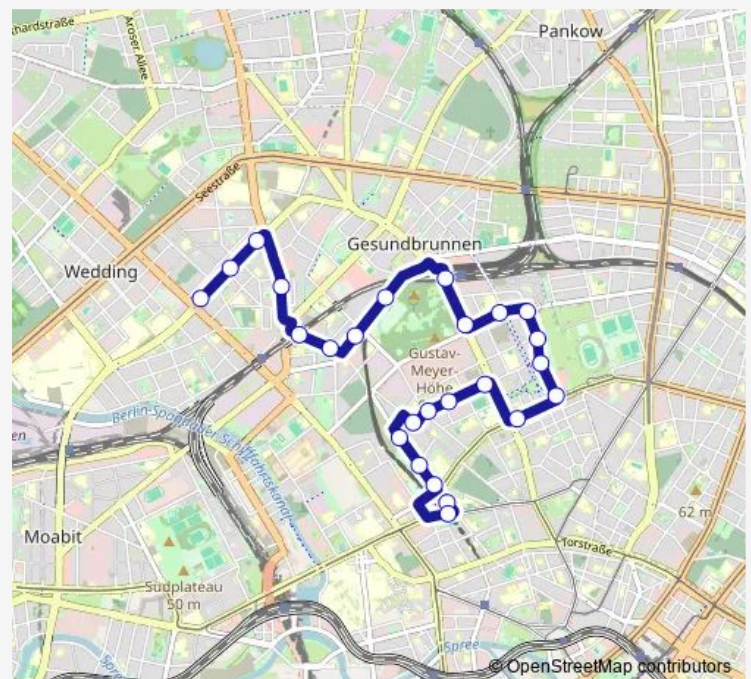 Pankow
Aroser Allee
Seestraße
Gesundbrunnen
Wedding
Gustav-
Meyer-
Höhe
Berlin-Spandauer Schifffahrtskanal
en
62 m
Moabit
Torstraße
Südplateau
50 m
Spree
Spree
© OpenStreetMap contributors